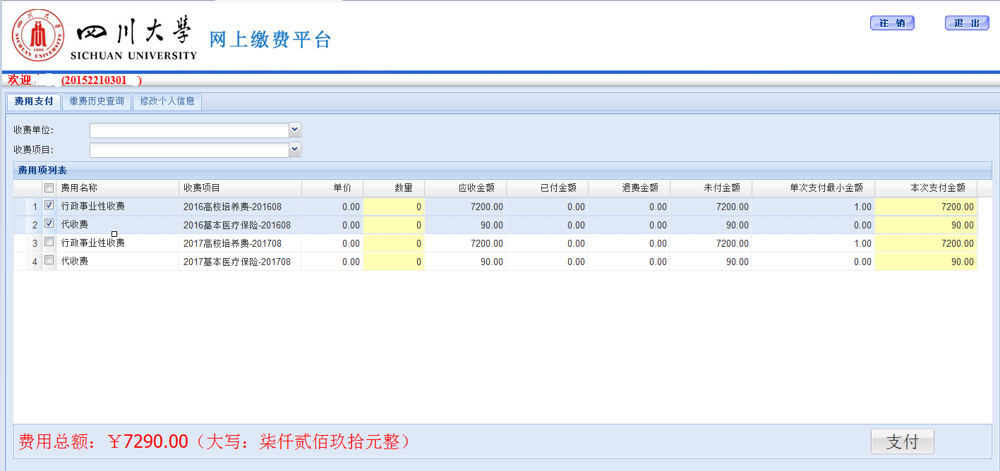 四川大学
SICHUAN UNIVERSITY
1896
网上缴费平台
注 销 退 出
欢迎 (20152210301 )
费用支付 缴费历史查询 修改个人信息
收费单位:
收费项目:
费用项列表
费用名称 收费项目 单价 数量 应收金额 已付金额 退费金额 未付金额 单次支付最小金额 本次支付金额
1 行政事业性收费 2016高校培养费-201608 0.00 0 7200.00 0.00 0.00 7200.00 1.00 7200.00
2 代收费 2016基本医疗保险-201608 0.00 0 90.00 0.00 0.00 90.00 0.00 90.00
3 行政事业性收费 2017高校培养费-201708 0.00 0 7200.00 0.00 0.00 7200.00 1.00 7200.00
4 代收费 2017基本医疗保险-201708 0.00 0 90.00 0.00 0.00 90.00 0.00 90.00
费用总额：￥7290.00（大写：柒仟贰佰玖拾元整）
支付